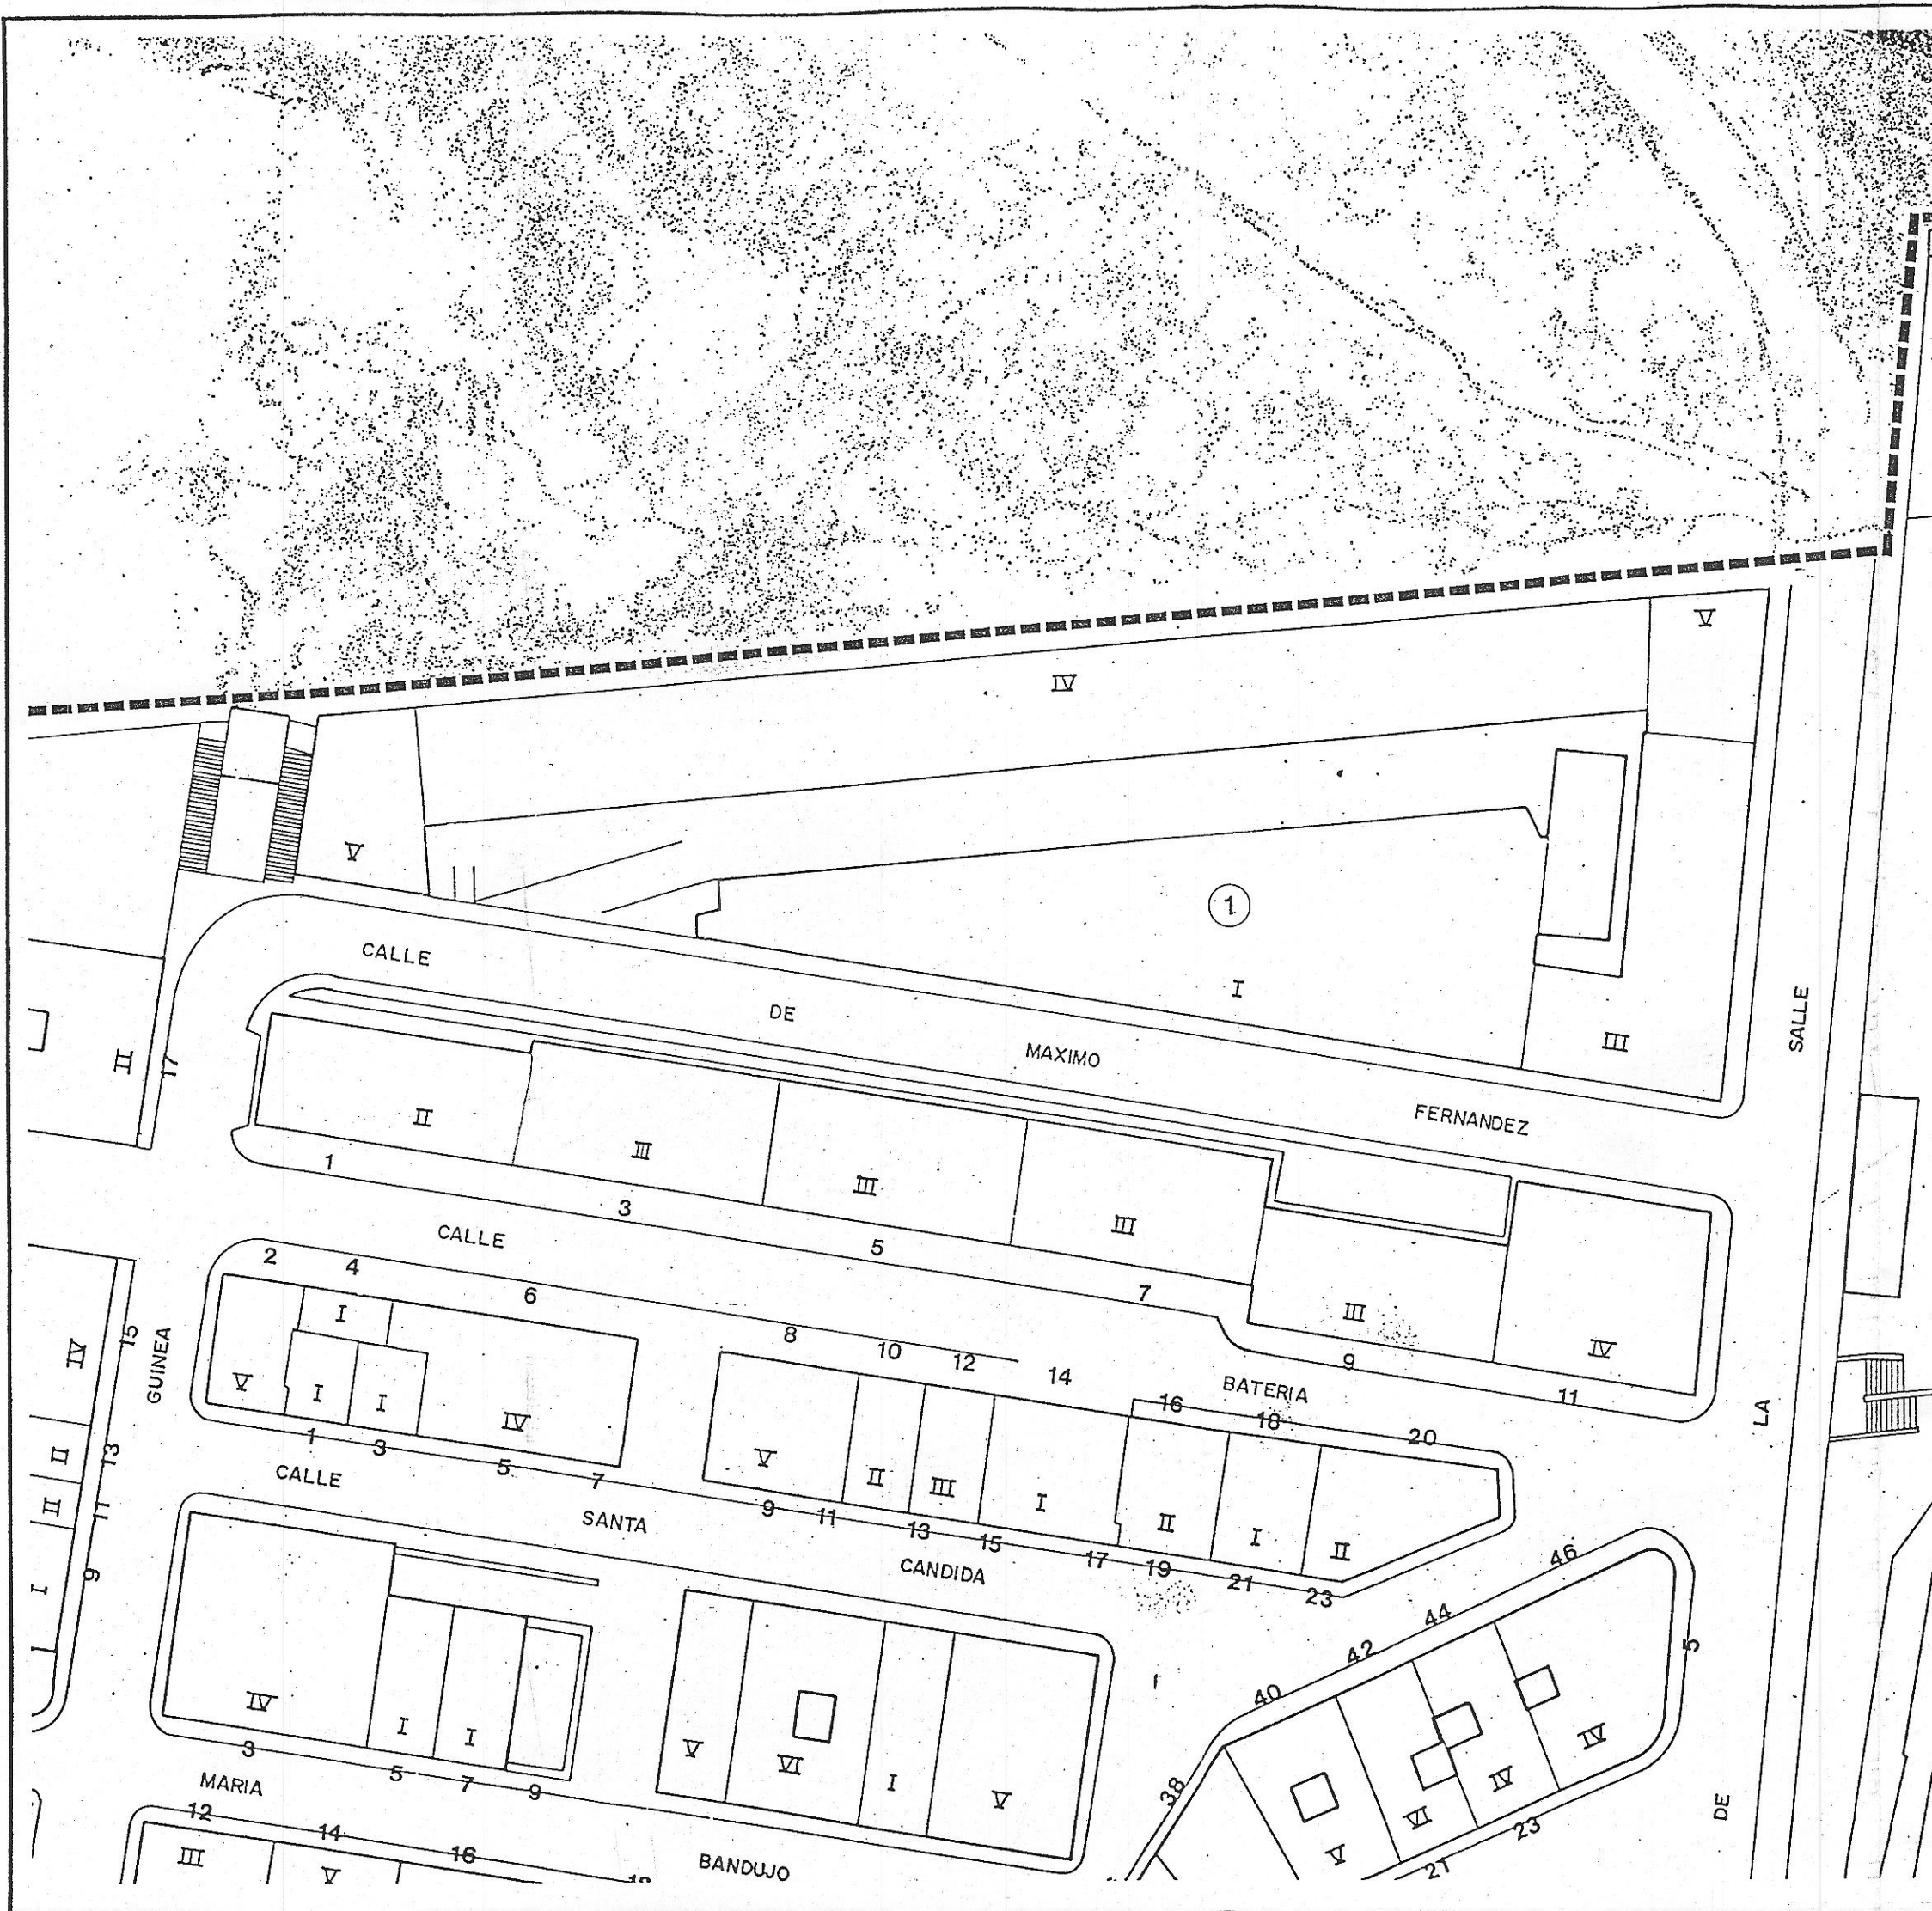 V
IV
V
1
I
III
CALLE DE MAXIMO FERNANDEZ
SALLE
II
17
II
III
III
III
III
IV
1
3
5
7
9
11
CALLE BATERIA
2
4
6
8
10
12
14
16
18
20
I
V
I
I
IV
V
II
III
I
II
I
II
1
3
5
7
9
11
13
15
17
19
21
23
GUINEA
15
13
11
9
IV
II
II
I
CALLE SANTA CANDIDA
LA
IV
I
I
V
VI
I
V
3
5
7
9
MARIA BANDUJO
12
14
16
III
V
38
40
42
44
46
5
V
VI
IV
IV
21
23
DE